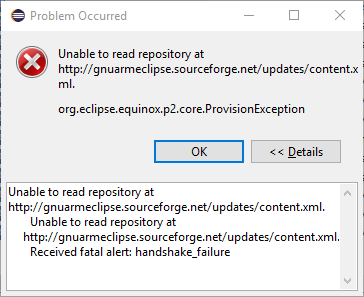 Problem Occurred
Unable to read repository at
http://gnuarmeclipse.sourceforge.net/updates/content.x
ml.
org.eclipse.equinox.p2.core.ProvisionException
OK
<< Details
Unable to read repository at
http://gnuarmeclipse.sourceforge.net/updates/content.xml.
Unable to read repository at
http://gnuarmeclipse.sourceforge.net/updates/content.xml.
Received fatal alert: handshake_failure